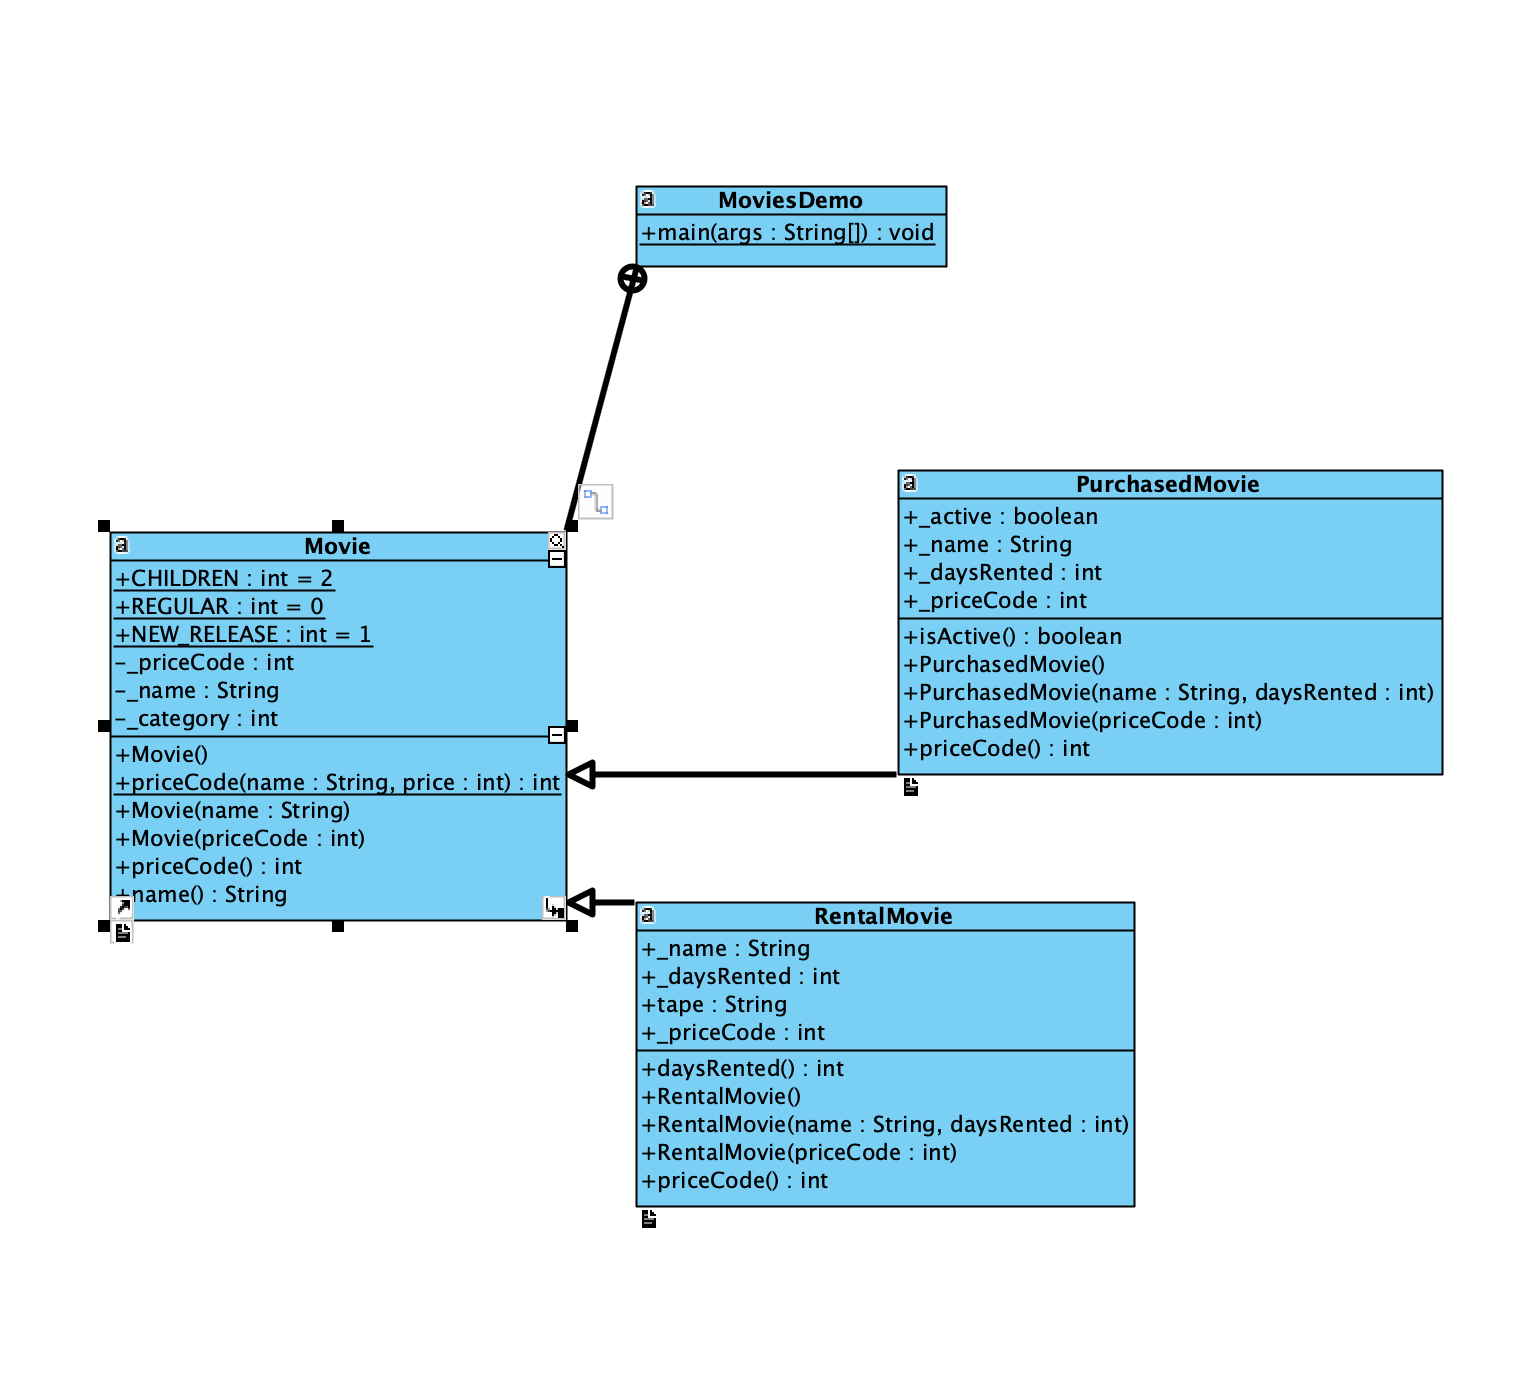 MoviesDemo
+main(args : String[]) : void
PurchasedMovie
+_active : boolean
+_name : String
+_daysRented : int
+_priceCode : int
+isActive() : boolean
+PurchasedMovie()
+PurchasedMovie(name : String, daysRented : int)
+PurchasedMovie(priceCode : int)
+priceCode() : int
Movie
+CHILDREN : int = 2
+REGULAR : int = 0
+NEW_RELEASE : int = 1
-_priceCode : int
-_name : String
-_category : int
+Movie()
+priceCode(name : String, price : int) : int
+Movie(name : String)
+Movie(priceCode : int)
+priceCode() : int
+name() : String
RentalMovie
+_name : String
+_daysRented : int
+tape : String
+_priceCode : int
+daysRented() : int
+RentalMovie()
+RentalMovie(name : String, daysRented : int)
+RentalMovie(priceCode : int)
+priceCode() : int